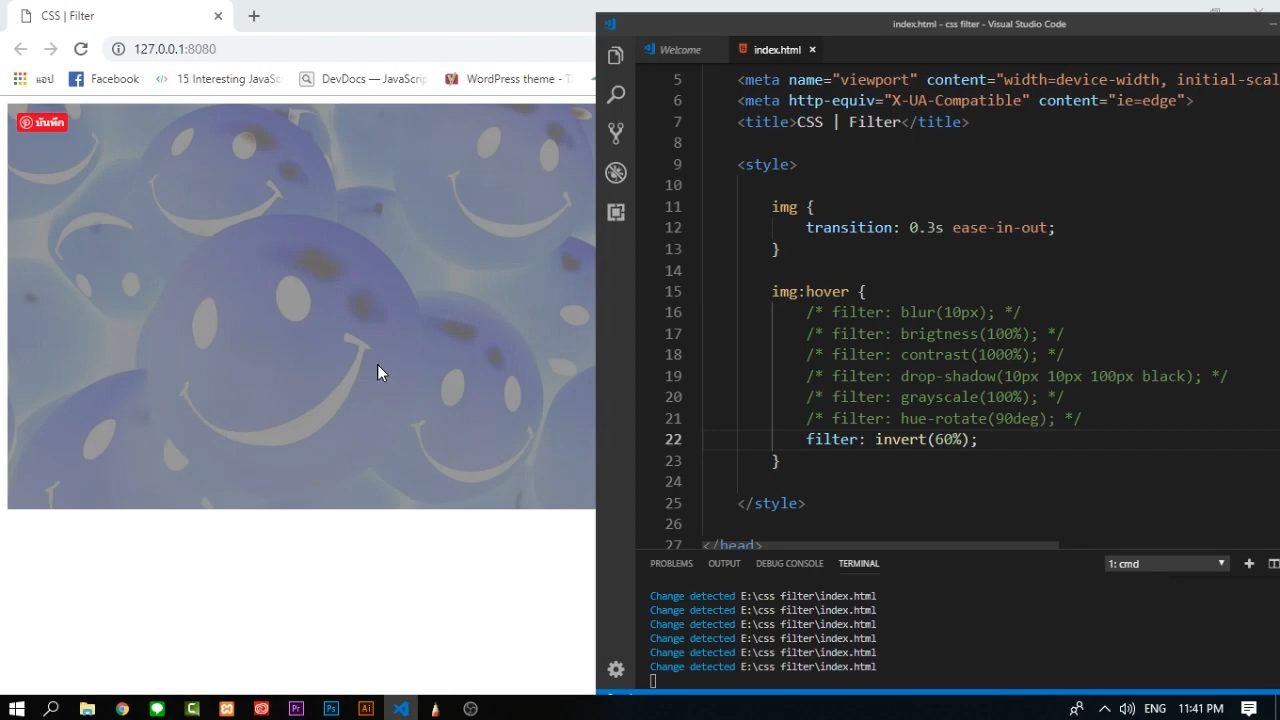 CSS | Filter
127.0.0.1:8080
แอป
Facebook
15 Interesting JavaSc
DevDocs — JavaScrip
WordPress theme - T
บันทึก
index.html - css filter - Visual Studio Code
Welcome
index.html
5 <meta name="viewport" content="width=device-width, initial-scal
6 <meta http-equiv="X-UA-Compatible" content="ie=edge">
7 <title>CSS | Filter</title>
8
9 <style>
10
11 img {
12 transition: 0.3s ease-in-out;
13 }
14
15 img:hover {
16 /* filter: blur(10px); */
17 /* filter: brigtness(100%); */
18 /* filter: contrast(1000%); */
19 /* filter: drop-shadow(10px 10px 100px black); */
20 /* filter: grayscale(100%); */
21 /* filter: hue-rotate(90deg); */
22 filter: invert(60%);
23 }
24
25 </style>
26
27 </head>
PROBLEMS OUTPUT DEBUG CONSOLE TERMINAL 1: cmd
Change detected E:\css filter\index.html
Change detected E:\css filter\index.html
Change detected E:\css filter\index.html
Change detected E:\css filter\index.html
Change detected E:\css filter\index.html
Change detected E:\css filter\index.html
Pr Ps Ai
ENG 11:41 PM